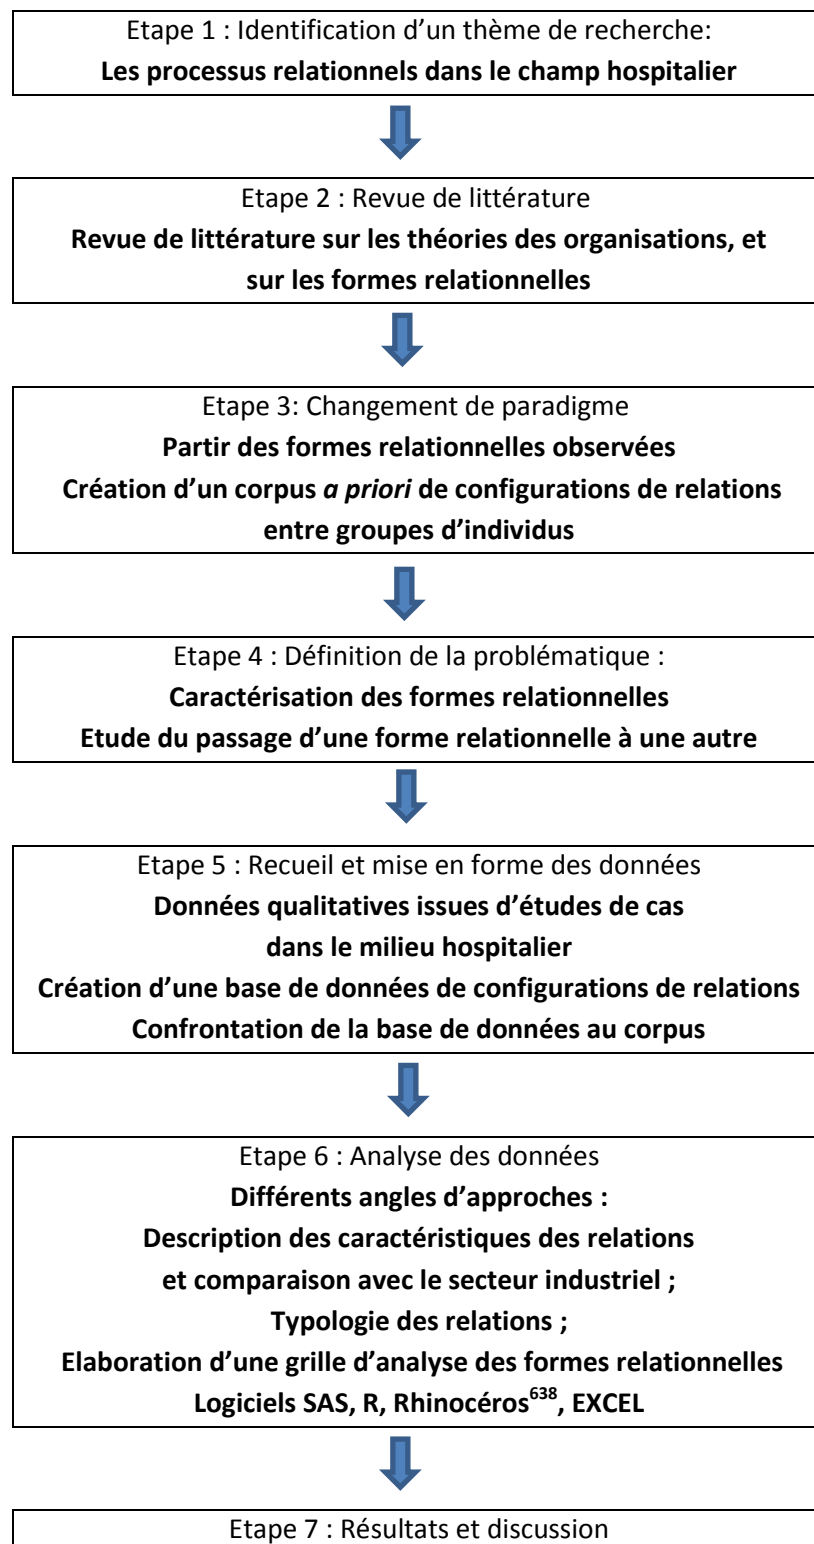 Etape 1 : Identification d’un thème de recherche:
Les processus relationnels dans le champ hospitalier
Etape 2 : Revue de littérature
Revue de littérature sur les théories des organisations, et
sur les formes relationnelles
Etape 3: Changement de paradigme
Partir des formes relationnelles observées
Création d’un corpus a priori de configurations de relations
entre groupes d’individus
Etape 4 : Définition de la problématique :
Caractérisation des formes relationnelles
Etude du passage d’une forme relationnelle à une autre
Etape 5 : Recueil et mise en forme des données
Données qualitatives issues d’études de cas
dans le milieu hospitalier
Création d’une base de données de configurations de relations
Confrontation de la base de données au corpus
Etape 6 : Analyse des données
Différents angles d’approches :
Description des caractéristiques des relations
et comparaison avec le secteur industriel ;
Typologie des relations ;
Elaboration d’une grille d’analyse des formes relationnelles
Logiciels SAS, R, Rhinocéros638, EXCEL
Etape 7 : Résultats et discussion